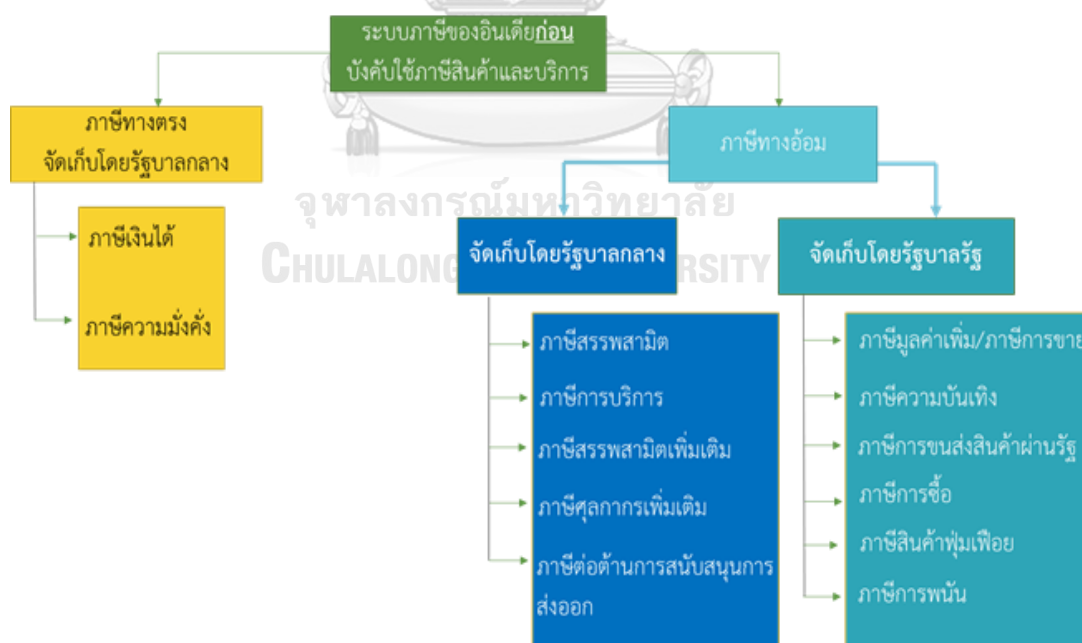 ระบบภาษีของอินเดียก่อน
บังคับใช้ภาษีสินค้าและบริการ
ภาษีทางตรง
จัดเก็บโดยรัฐบาลกลาง
ภาษีเงินได้
ภาษีความมั่งคั่ง
ภาษีทางอ้อม
จุฬาลงกรณ์มหาวิทยาลัย
CHULALONG RSITY
จัดเก็บโดยรัฐบาลกลาง
ภาษีสรรพสามิต
ภาษีการบริการ
ภาษีสรรพสามิตเพิ่มเติม
ภาษีศุลกากรเพิ่มเติม
ภาษีต่อต้านการสนับสนุนการ
ส่งออก
จัดเก็บโดยรัฐบาลรัฐ
ภาษีมูลค่าเพิ่ม/ภาษีการขาย
ภาษีความบันเทิง
ภาษีการขนส่งสินค้าผ่านรัฐ
ภาษีการซื้อ
ภาษีสินค้าฟุ่มเฟือย
ภาษีการพนัน